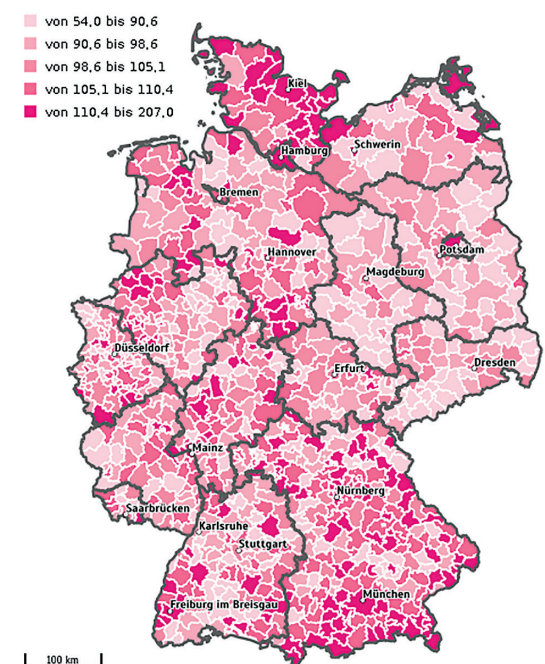 von 54,0 bis 90,6
von 90,6 bis 98,6
von 98,6 bis 105,1
von 105,1 bis 110,4
von 110,4 bis 207,0
Kiel
Hamburg
Schwerin
Bremen
Hannover
Potsdam
Magdeburg
Düsseldorf
Erfurt
Dresden
Mainz
Nürnberg
Saarbrücken
Karlsruhe
Stuttgart
Freiburg im Breisgau
München
100 km